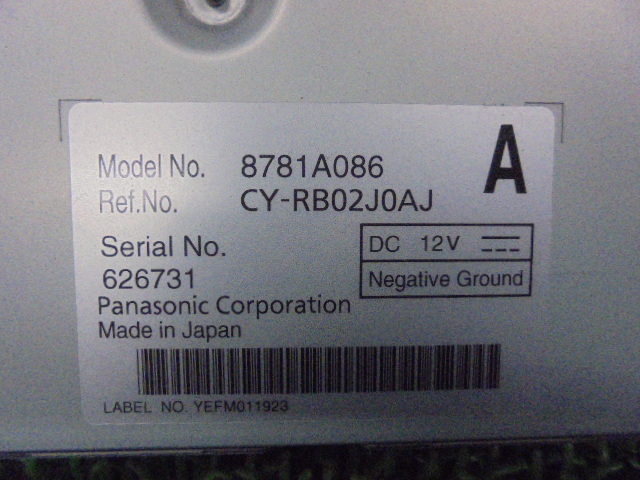 Model No. 8781A086 A
Ref.No. CY-RB02J0AJ
Serial No. DC 12V
626731 Negative Ground
Panasonic Corporation
Made in Japan
LABEL NO. YEFM011923